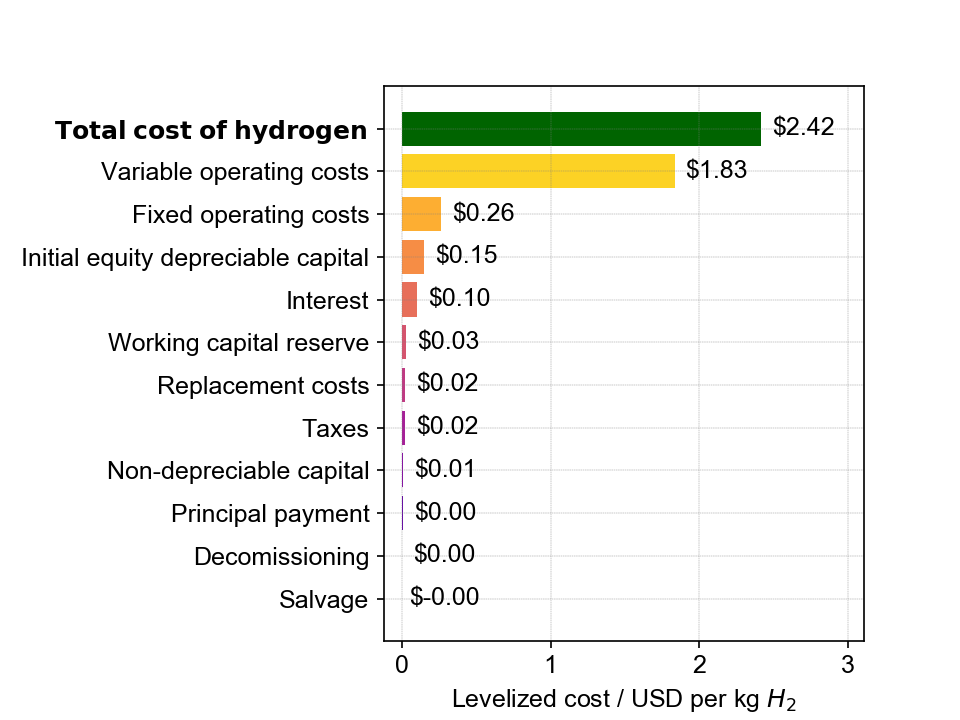 Total cost of hydrogen $2.42
Variable operating costs $1.83
Fixed operating costs $0.26
Initial equity depreciable capital $0.15
Interest $0.10
Working capital reserve $0.03
Replacement costs $0.02
Taxes $0.02
Non-depreciable capital $0.01
Principal payment $0.00
Decomissioning $0.00
Salvage $-0.00
0 1 2 3
Levelized cost / USD per kg H₂